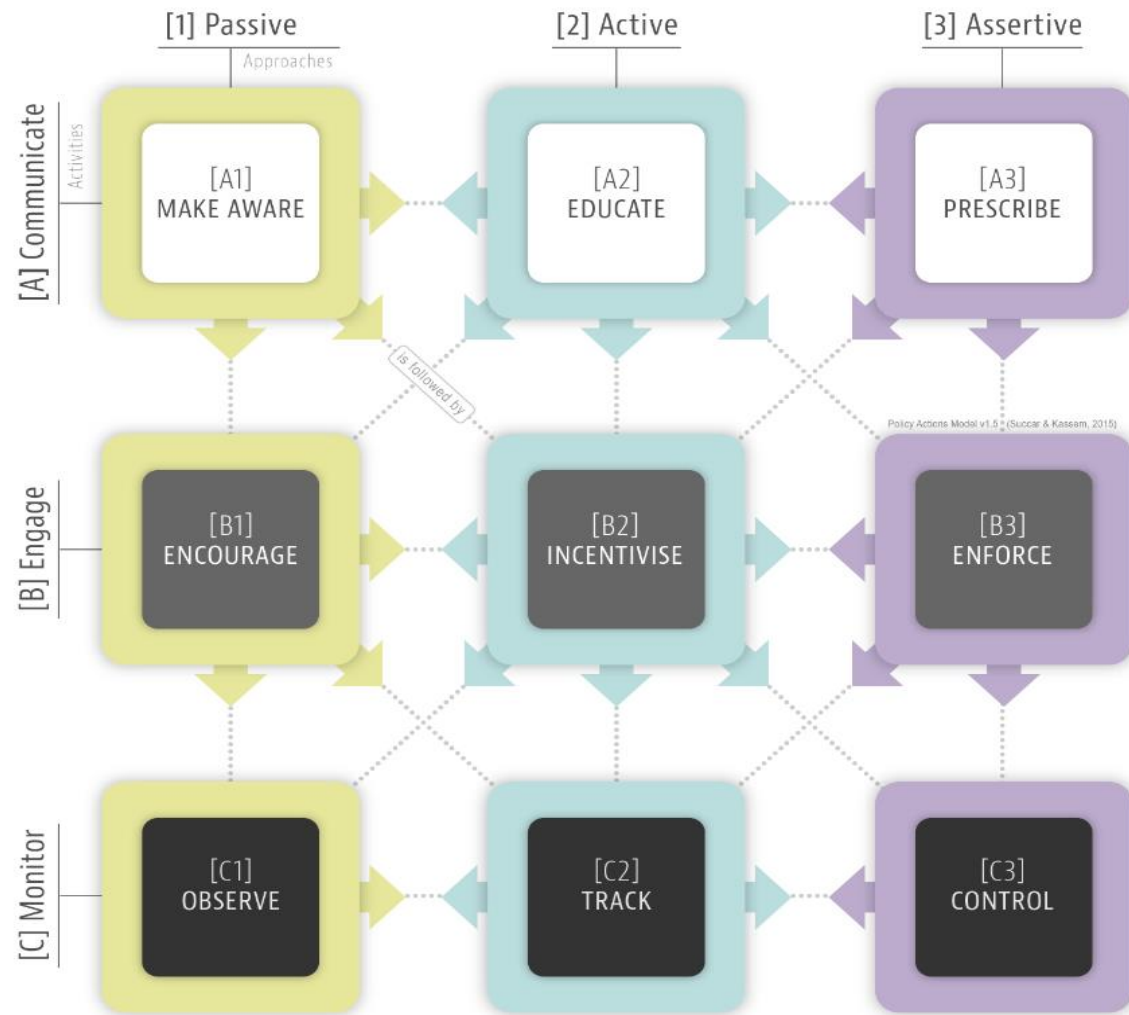 [1] Passive
[2] Active
[3] Assertive
Approaches
[A] Communicate
Activities
[A1]
MAKE AWARE
[A2]
EDUCATE
[A3]
PRESCRIBE
is followed by
Policy Actions Model v1.5 (Succar & Kassem, 2015)
[B] Engage
[B1]
ENCOURAGE
[B2]
INCENTIVISE
[B3]
ENFORCE
[C] Monitor
[C1]
OBSERVE
[C2]
TRACK
[C3]
CONTROL